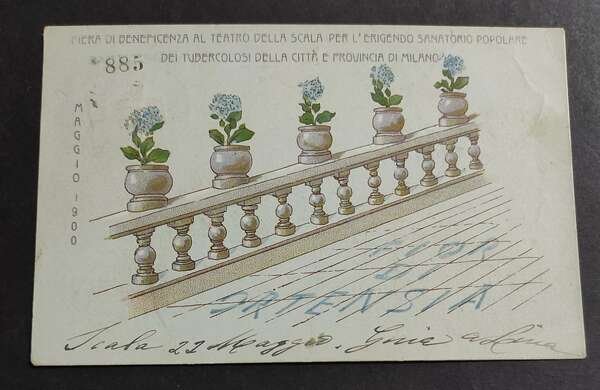 FIERA DI BENEFICENZA AL TEATRO DELLA SCALA PER L'ERIGENDO SANATORIO POPOLARE
DEI TUBERCOLOSI DELLA CITTÀ E PROVINCIA DI MILANO
885
MAGGIO 1900
FIOR
DI
ORTENSIA
Scala 22 Maggio.